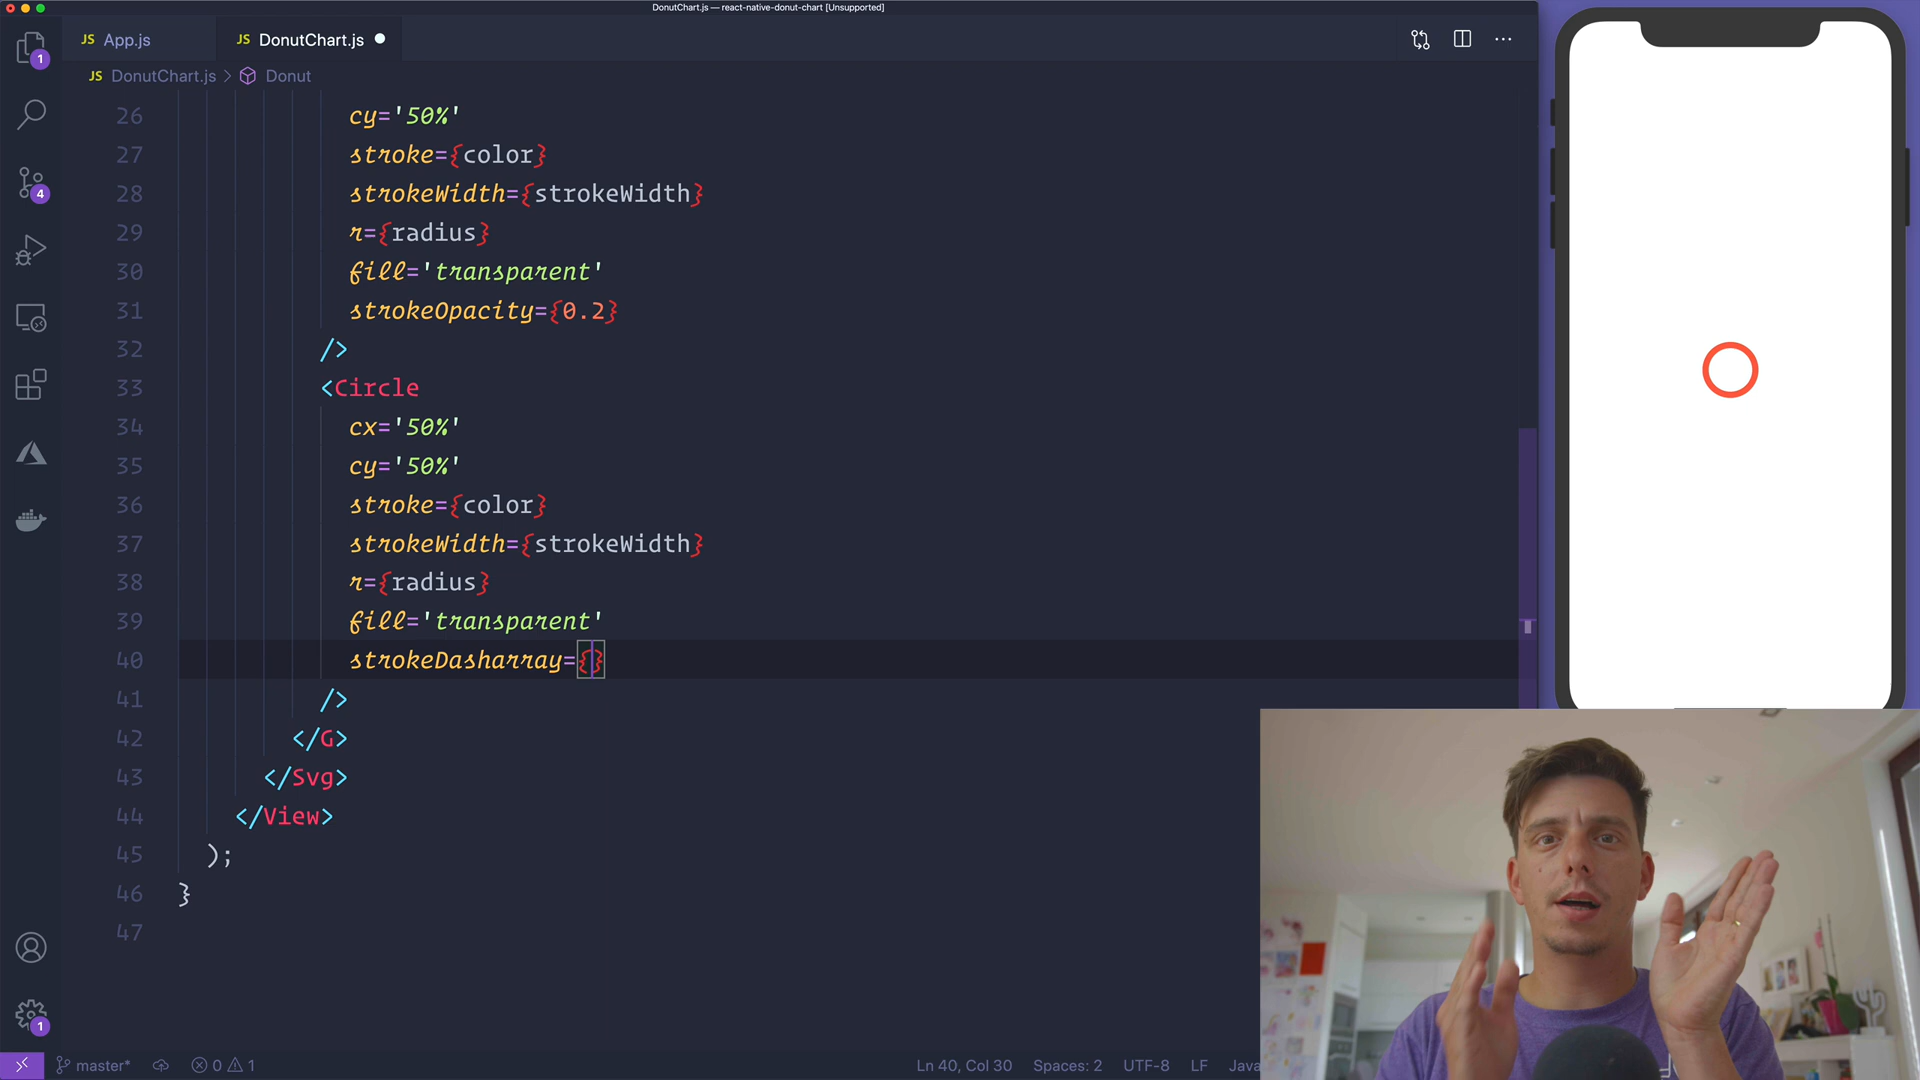 DonutChart.js — react-native-donut-chart [Unsupported]
JS App.js
JS DonutChart.js
JS DonutChart.js > Donut
1
4
26 cy='50%'
27 stroke={color}
28 strokeWidth={strokeWidth}
29 r={radius}
30 fill='transparent'
31 strokeOpacity={0.2}
32 />
33 <Circle
34 cx='50%'
35 cy='50%'
36 stroke={color}
37 strokeWidth={strokeWidth}
38 r={radius}
39 fill='transparent'
40 strokeDasharray={}
41 />
42 </G>
43 </Svg>
44 </View>
45 );
46 }
47
1
master* 0 1 Ln 40, Col 30 Spaces: 2 UTF-8 LF Java